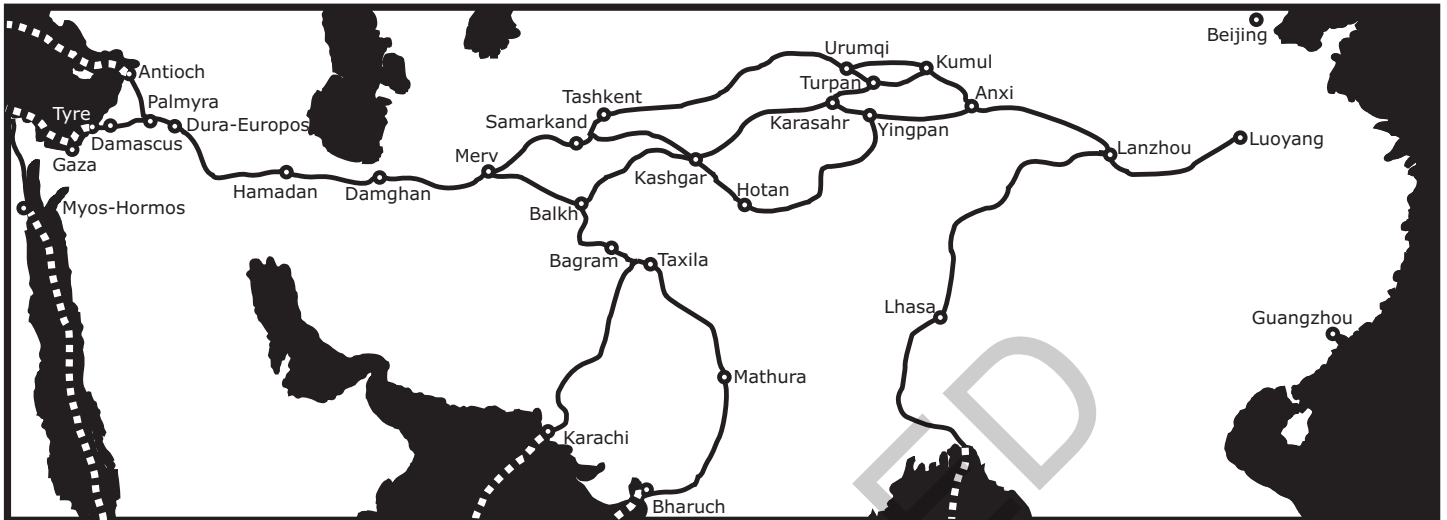 Beijing
Urumqi
Kumul
Antioch
Turpan
Anxi
Tashkent
Palmyra
Tyre
Samarkand
Karasahr
Yingpan
Dura-Europos
Luoyang
Damascus
Lanzhou
Merv
Gaza
Kashgar
Hotan
Hamadan
Damghan
Myos-Hormos
Balkh
Bagram
Taxila
Lhasa
Guangzhou
Mathura
Karachi
Bharuch
ED